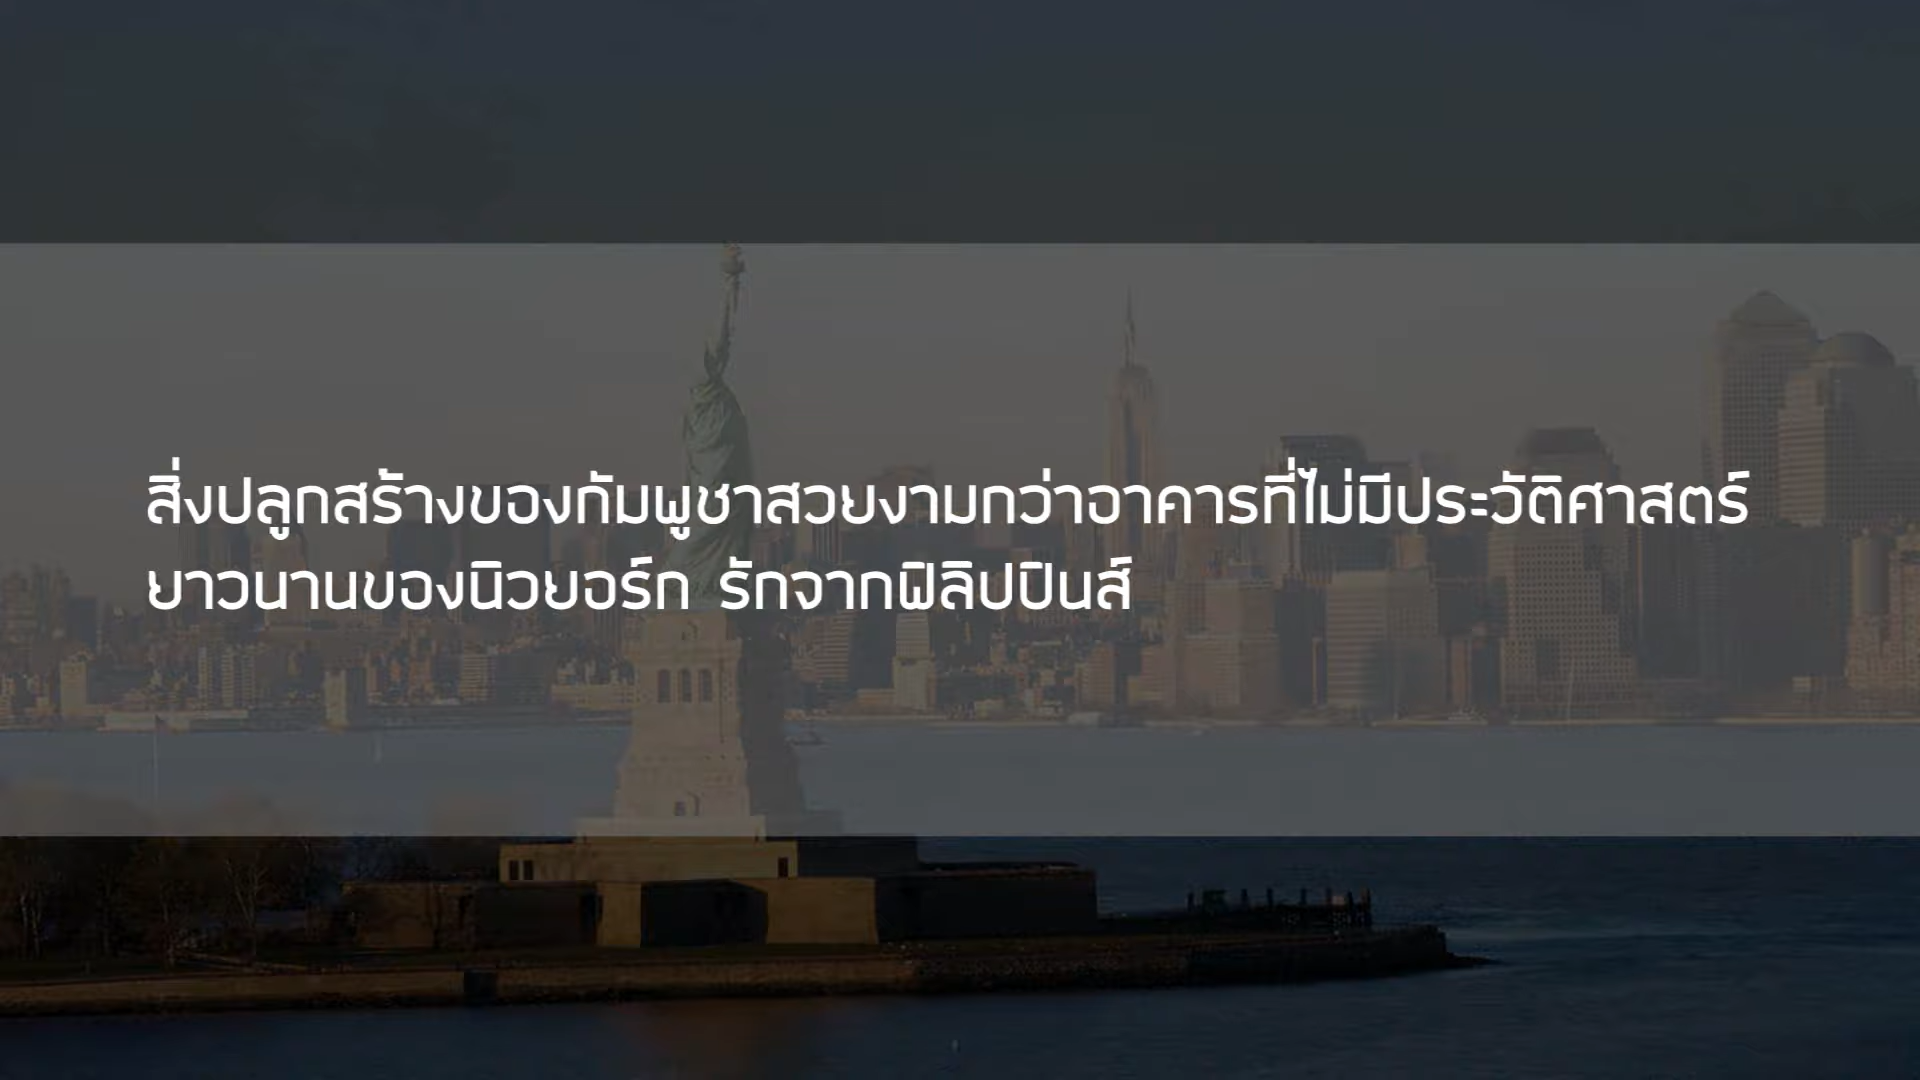 สิ่งปลูกสร้างของกัมพูชาสวยงามกว่าอาคารที่ไม่มีประวัติศาสตร์
ยาวนานของนิวยอร์ก รักจากฟิลิปปินส์